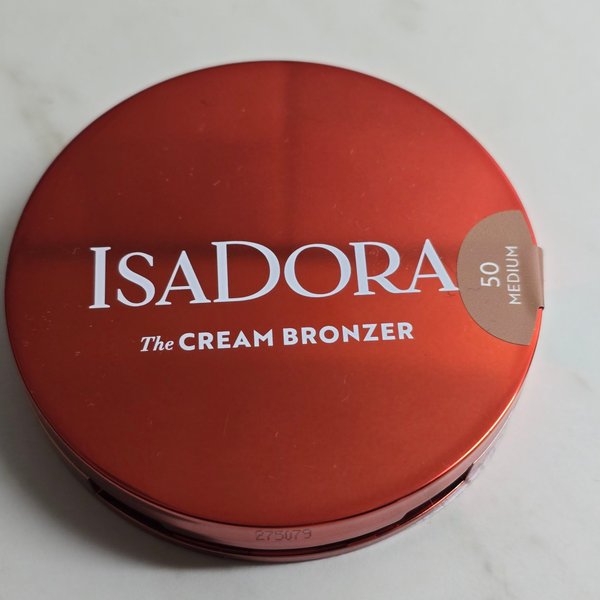 ISADORA
The CREAM BRONZER
50
MEDIUM
275079